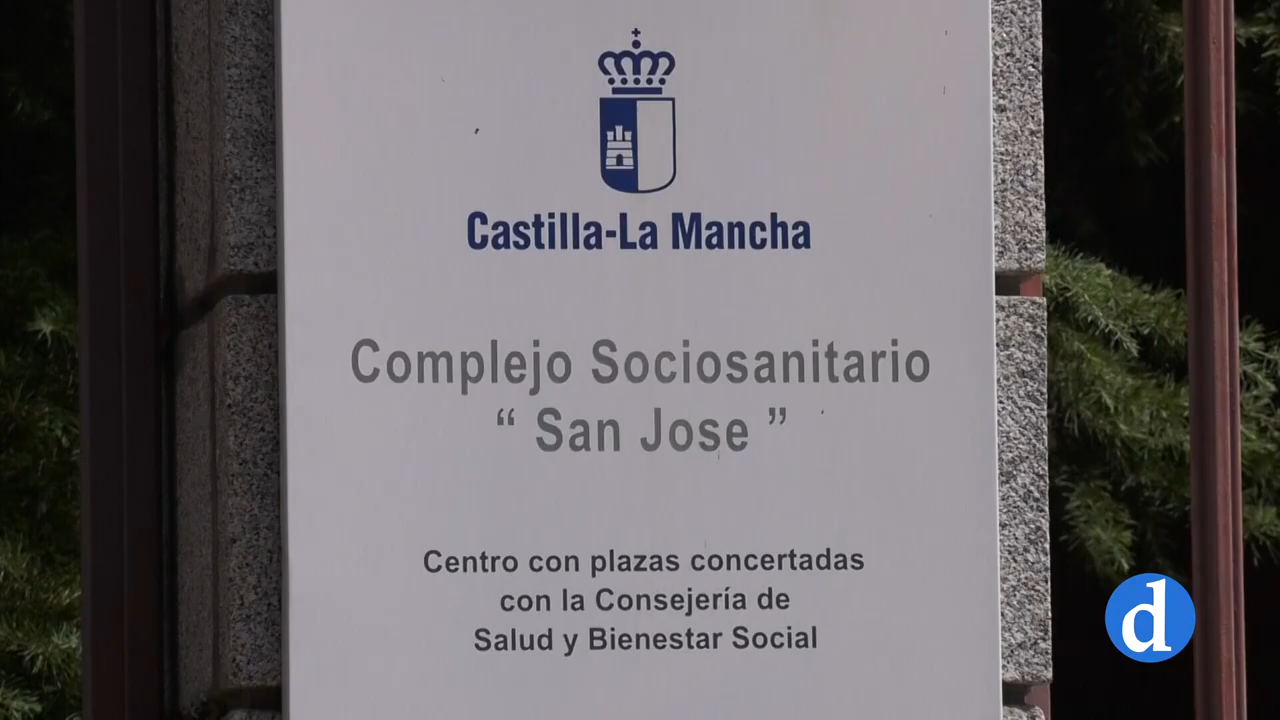 Castilla-La Mancha
Complejo Sociosanitario
“ San Jose ”
Centro con plazas concertadas
con la Consejería de
Salud y Bienestar Social
d